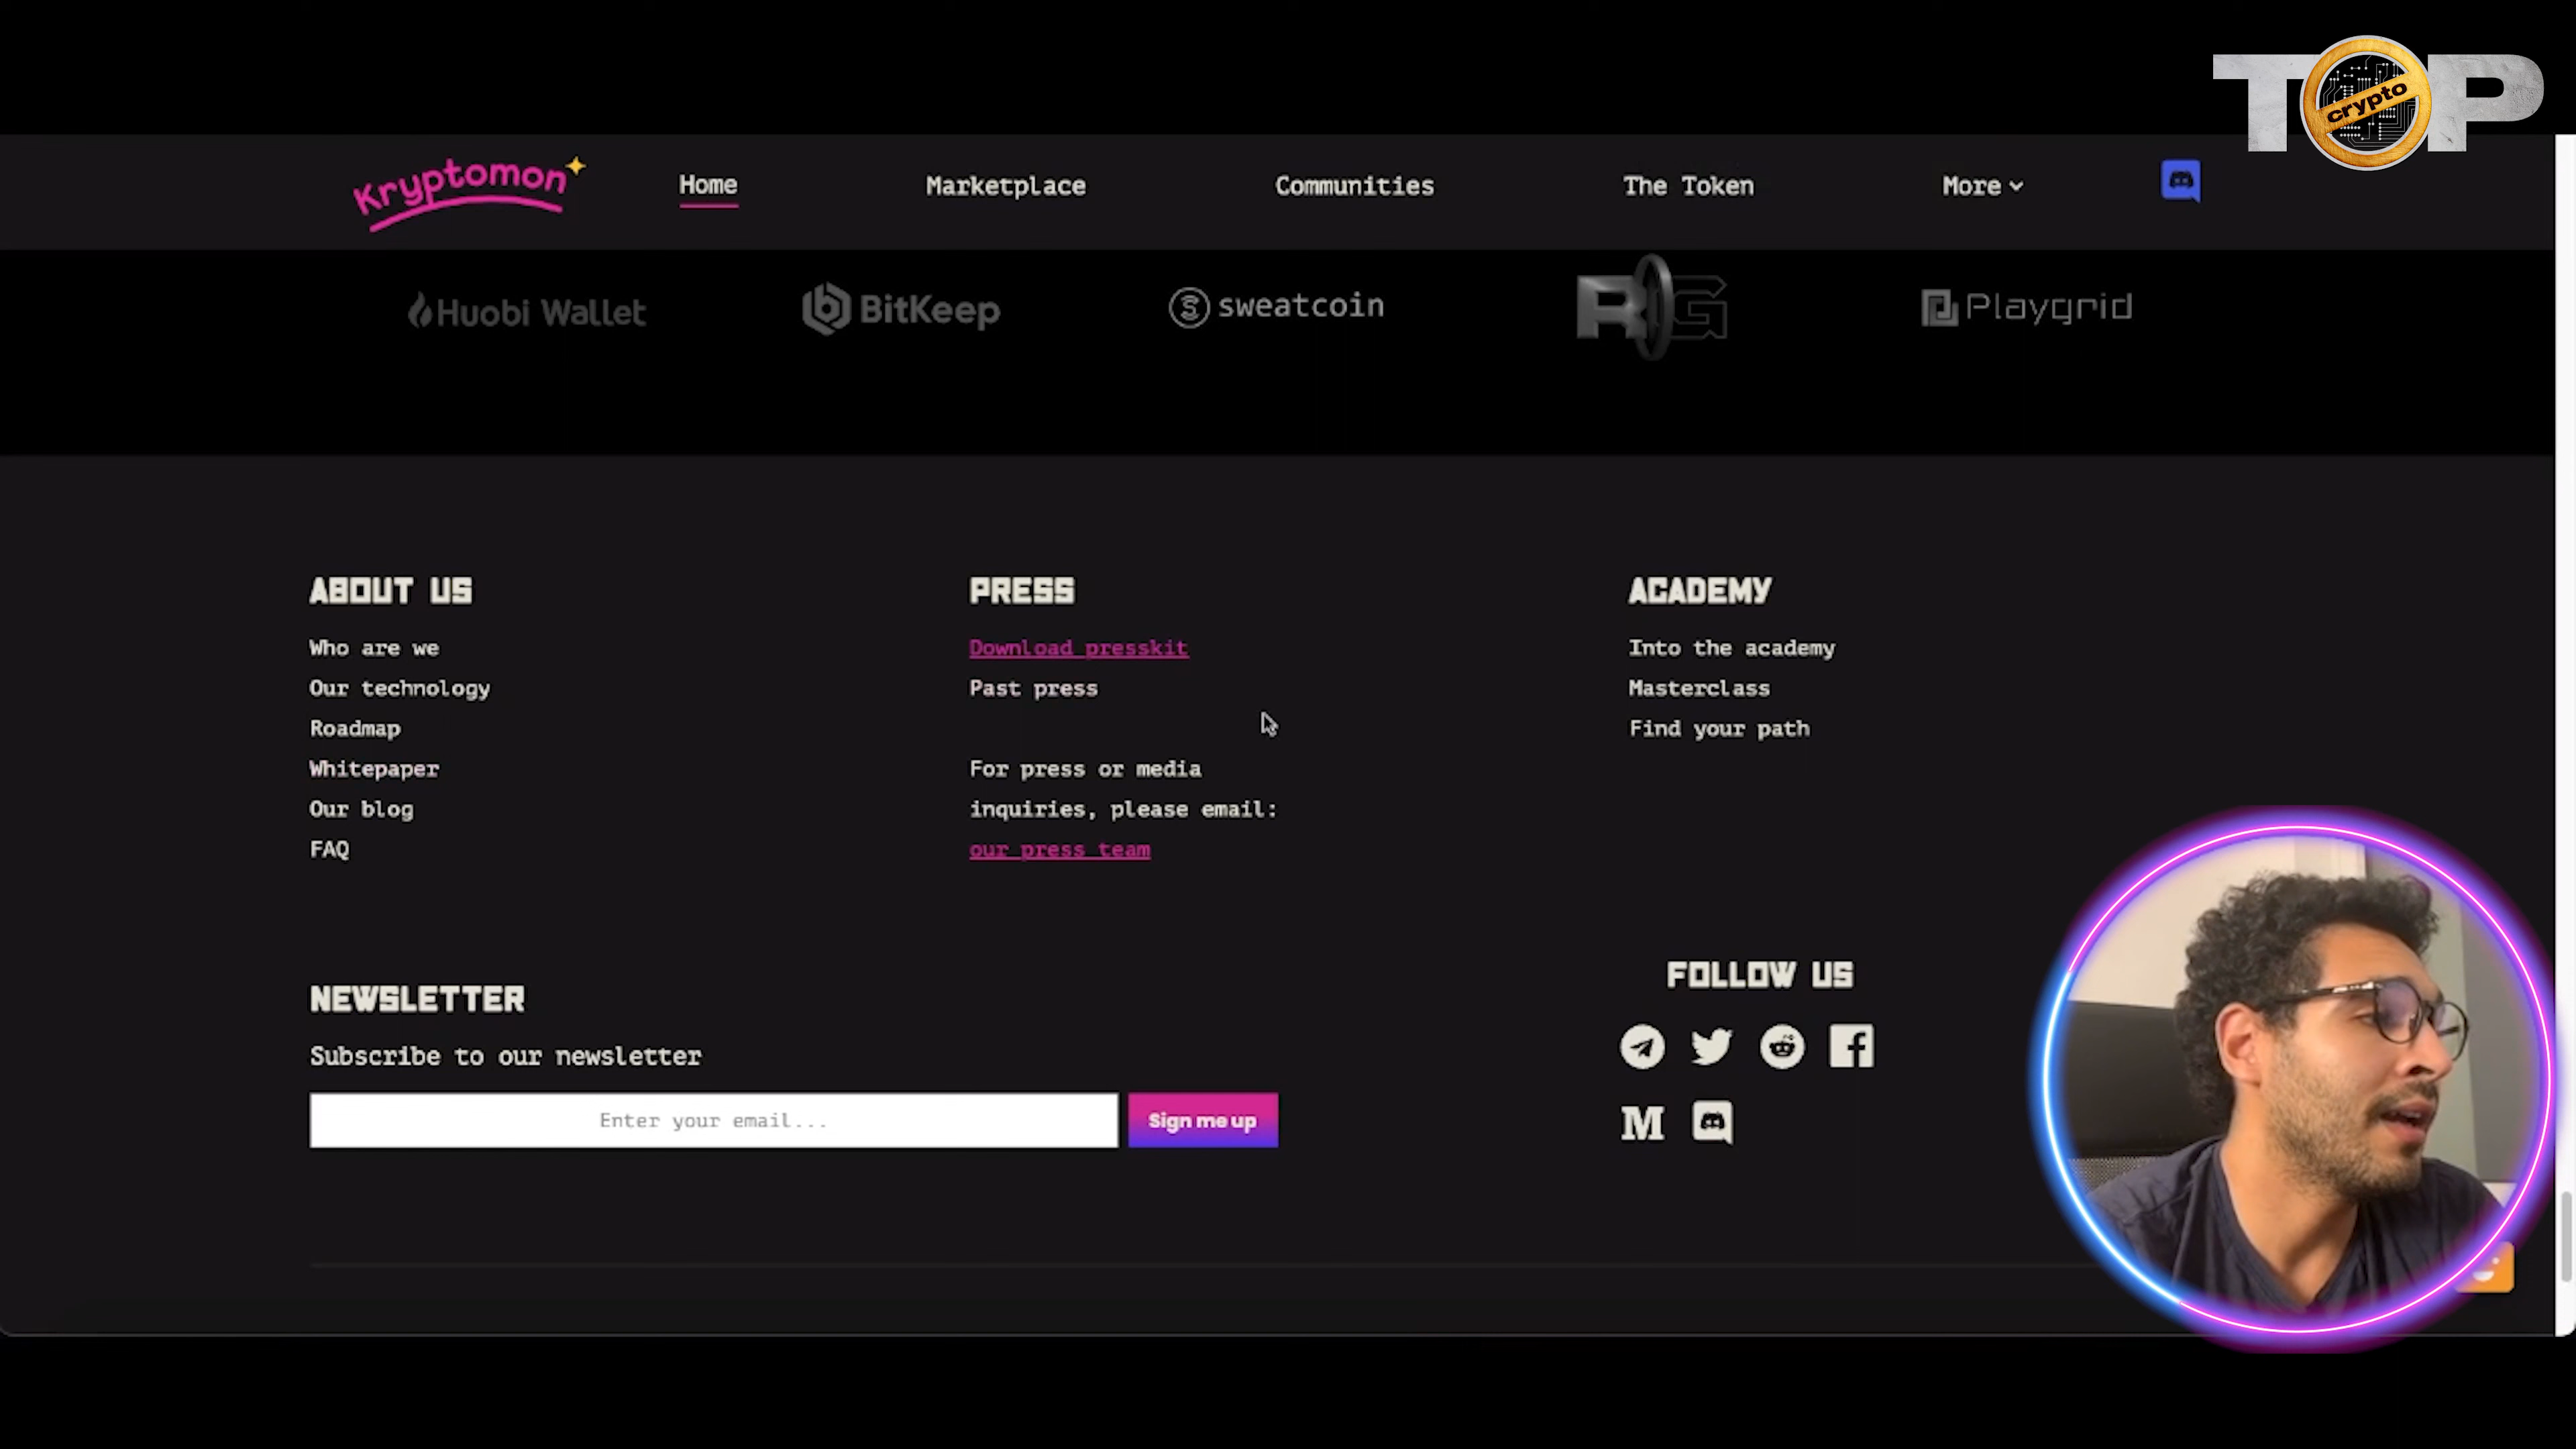 TOP
crypto
Kryptomon
Home
Marketplace
Communities
The Token
More
Huobi Wallet
BitKeep
sweatcoin
RIG
Playgrid
ABOUT US
Who are we
Our technology
Roadmap
Whitepaper
Our blog
FAQ
PRESS
Download presskit
Past press
For press or media
inquiries, please email:
our press team
ACADEMY
Into the academy
Masterclass
Find your path
NEWSLETTER
Subscribe to our newsletter
Enter your email...
Sign me up
FOLLOW US
M